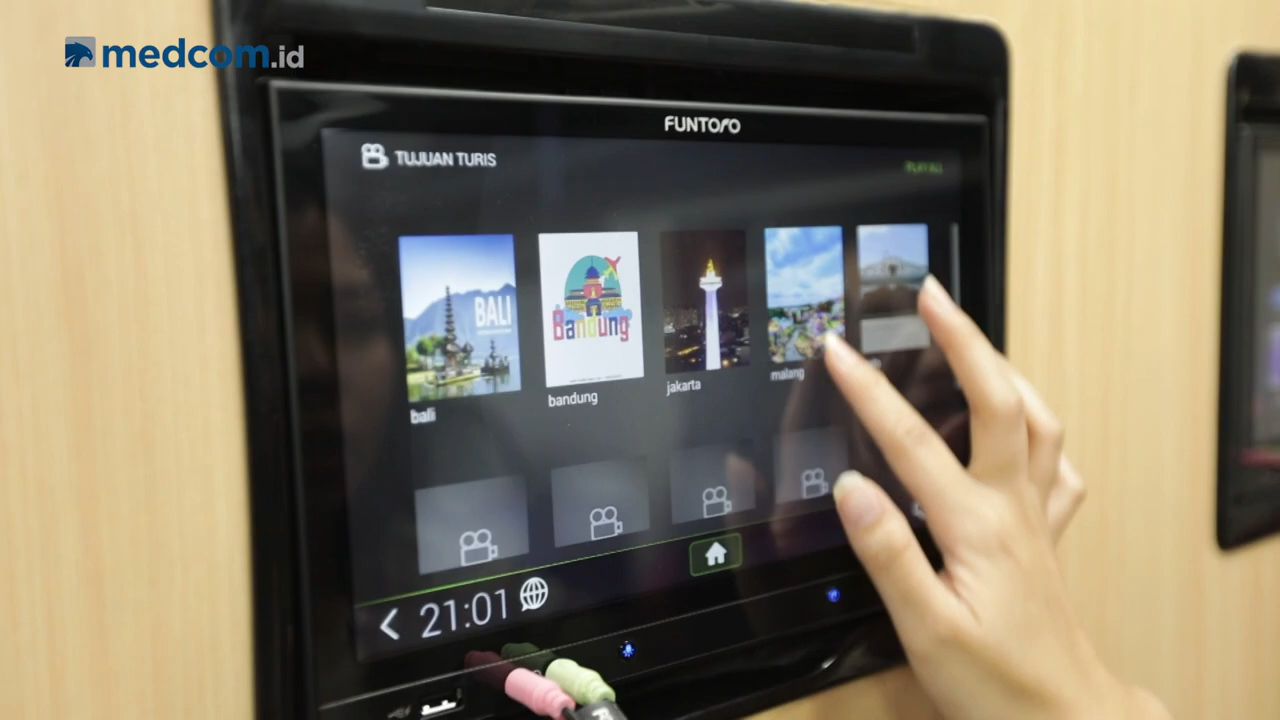 medcom.id
FUNTORO
TUJUAN TURIS
PLAY ALL
BALI
Bandung
bali
bandung
jakarta
malang
21:01